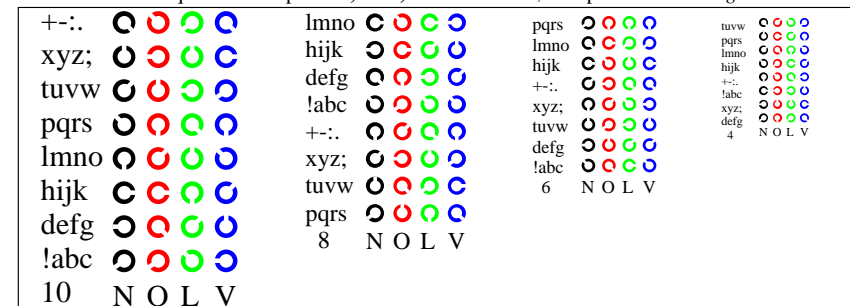 +-:.
xyz;
tuvw
pqrs
lmno
hijk
defg
!abc
10 N O L V
lmno
hijk
defg
!abc
+-:.
xyz;
tuvw
pqrs
8 N O L V
pqrs
lmno
hijk
+-:.
xyz;
tuvw
defg
!abc
6 N O L V
tuvw
pqrs
lmno
hijk
+-:.
!abc
xyz;
defg
4 N O L V